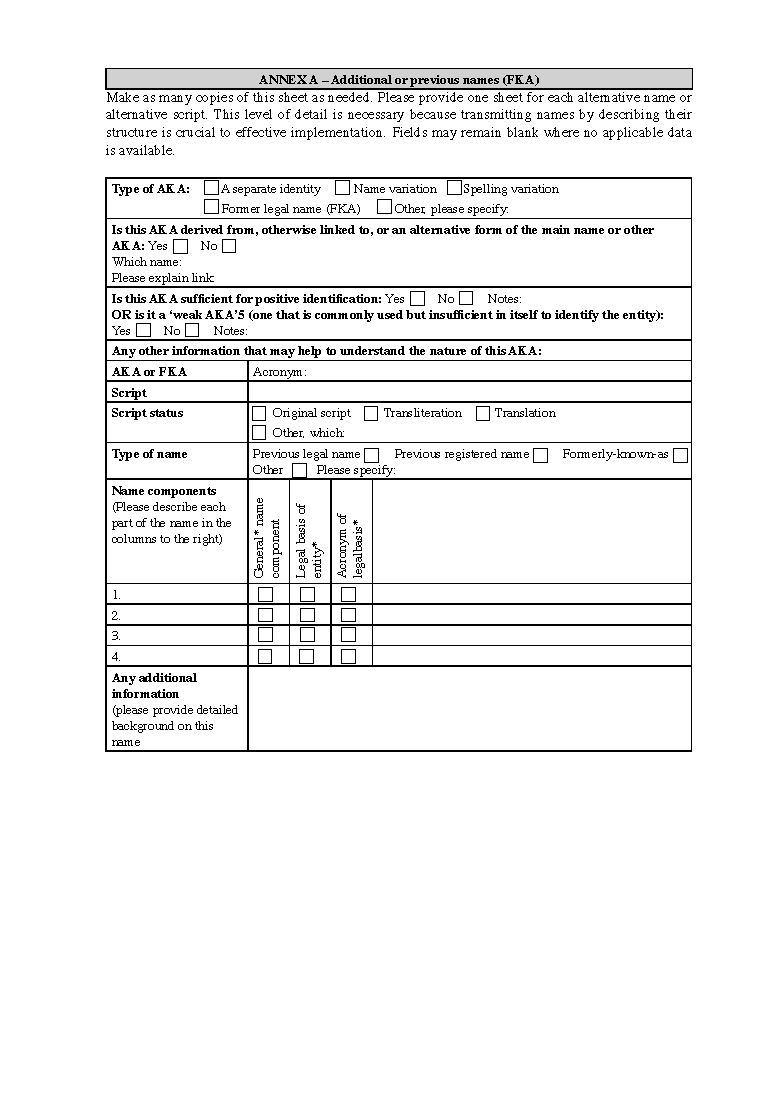 ANNEX A – Additional or previous names (FKA)
Make as many copies of this sheet as needed. Please provide one sheet for each alternative name or
alternative script. This level of detail is necessary because transmitting names by describing their
structure is crucial to effective implementation. Fields may remain blank where no applicable data
is available.
Type of AKA: A separate identity Name variation Spelling variation
Former legal name (FKA) Other, please specify:
Is this AKA derived from, otherwise linked to, or an alternative form of the main name or other
AKA: Yes No
Which name:
Please explain link:
Is this AKA sufficient for positive identification: Yes No Notes:
OR is it a ‘weak AKA’5 (one that is commonly used but insufficient in itself to identify the entity):
Yes No Notes:
Any other information that may help to understand the nature of this AKA:
AKA or FKA Acronym:
Script
Script status Original script Transliteration Translation
Other, which:
Type of name Previous legal name Previous registered name Formerly-known-as
Other Please specify:
Name components
(Please describe each
part of the name in the
columns to the right)
General* name
component
Legal basis of
entity*
Acronym of
legalbasis*
1.
2.
3.
4.
Any additional
information
(please provide detailed
background on this
name